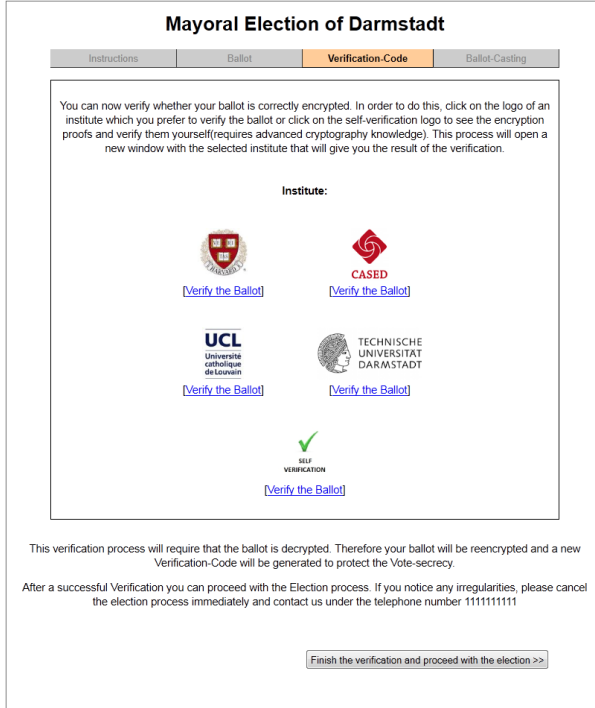 Mayoral Election of Darmstadt
Instructions Ballot Verification-Code Ballot-Casting
You can now verify whether your ballot is correctly encrypted. In order to do this, click on the logo of an
institute which you prefer to verify the ballot or click on the self-verification logo to see the encryption
proofs and verify them yourself(requires advanced cryptography knowledge). This process will open a
new window with the selected institute that will give you the result of the verification.
Institute:
HARVARD
CASED
[Verify the Ballot] [Verify the Ballot]
UCL
Université
catholique
de Louvain
TECHNISCHE
UNIVERSITÄT
DARMSTADT
[Verify the Ballot] [Verify the Ballot]
SELF
VERIFICATION
[Verify the Ballot]
This verification process will require that the ballot is decrypted. Therefore your ballot will be reencrypted and a new
Verification-Code will be generated to protect the Vote-secrecy.
After a successful Verification you can proceed with the Election process. If you notice any irregularities, please cancel
the election process immediately and contact us under the telephone number 1111111111
Finish the verification and proceed with the election >>